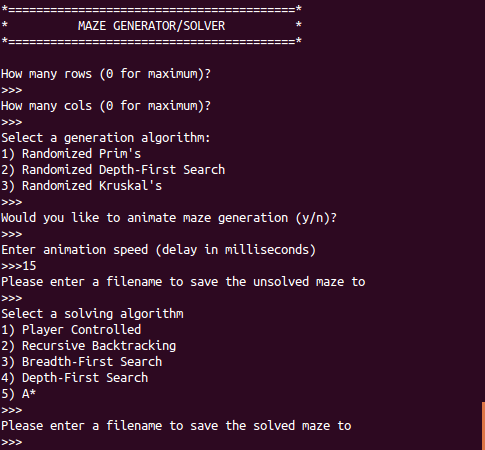 *=========================================*
*          MAZE GENERATOR/SOLVER          *
*=========================================*
How many rows (0 for maximum)?
>>>
How many cols (0 for maximum)?
>>>
Select a generation algorithm:
1) Randomized Prim's
2) Randomized Depth-First Search
3) Randomized Kruskal's
>>>
Would you like to animate maze generation (y/n)?
>>>
Enter animation speed (delay in milliseconds)
>>>15
Please enter a filename to save the unsolved maze to
>>>
Select a solving algorithm
1) Player Controlled
2) Recursive Backtracking
3) Breadth-First Search
4) Depth-First Search
5) A*
>>>
Please enter a filename to save the solved maze to
>>>